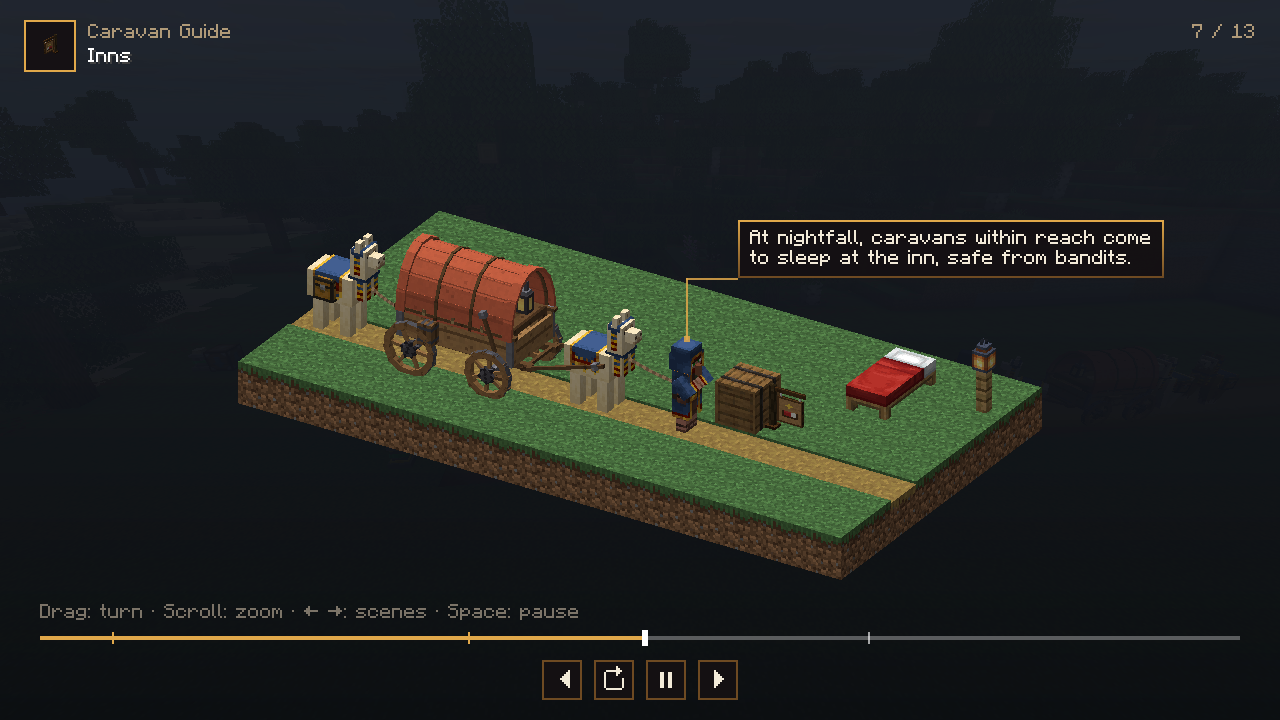 Caravan Guide
Inns
7 / 13
At nightfall, caravans within reach come
to sleep at the inn, safe from bandits.
Drag: turn · Scroll: zoom · ← →: scenes · Space: pause